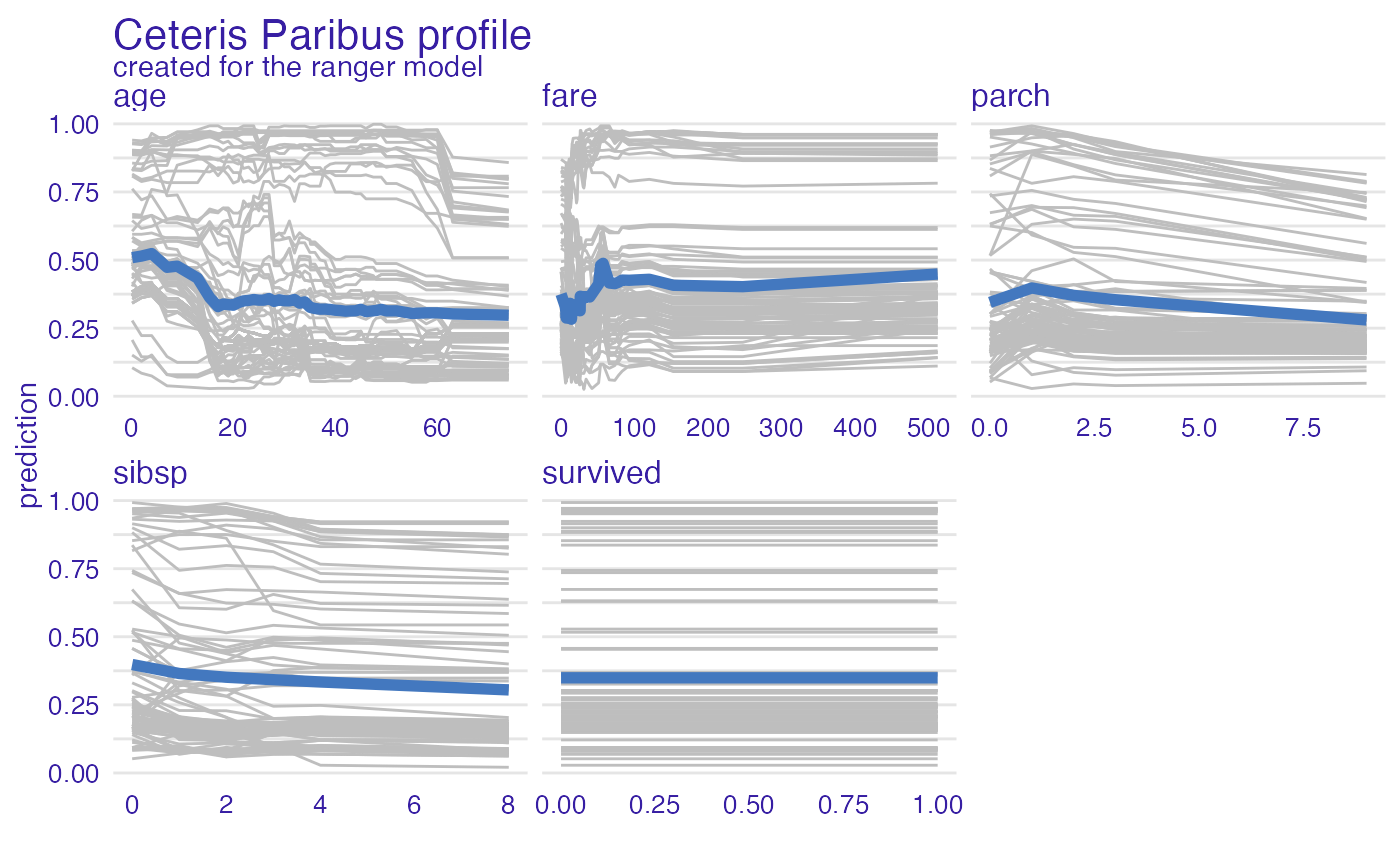 Ceteris Paribus profile
created for the ranger model
age fare parch
1.00
0.75
0.50
0.25
0.00
0 20 40 60 0 100 200 300 400 500 0.0 2.5 5.0 7.5
prediction
sibsp survived
1.00
0.75
0.50
0.25
0.00
0 2 4 6 8 0.00 0.25 0.50 0.75 1.00